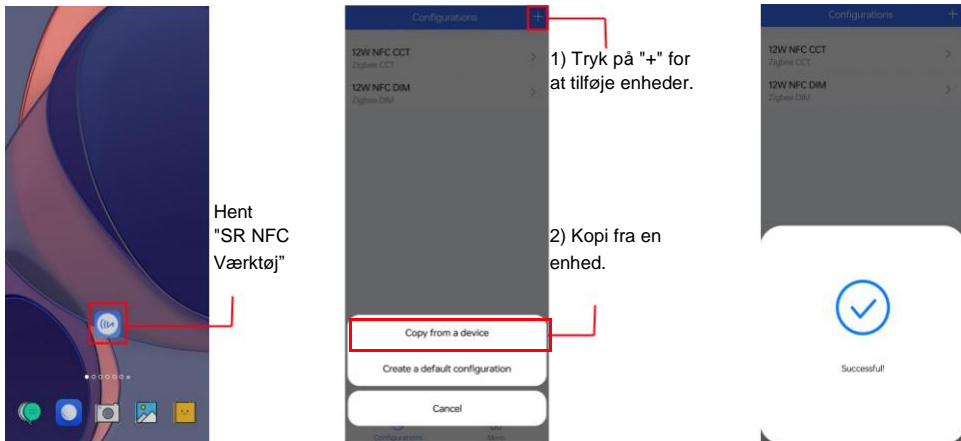 Hent
"SR NFC
Værktøj”
Configurations +
12W NFC CCT
Zigbee CCT
12W NFC DIM
Zigbee DIM
Copy from a device
Create a default configuration
Cancel
Configurations More
1) Tryk på "+" for
at tilføje enheder.
2) Kopi fra en
enhed.
Configurations +
12W NFC CCT
Zigbee CCT
12W NFC DIM
Zigbee DIM
Successful!